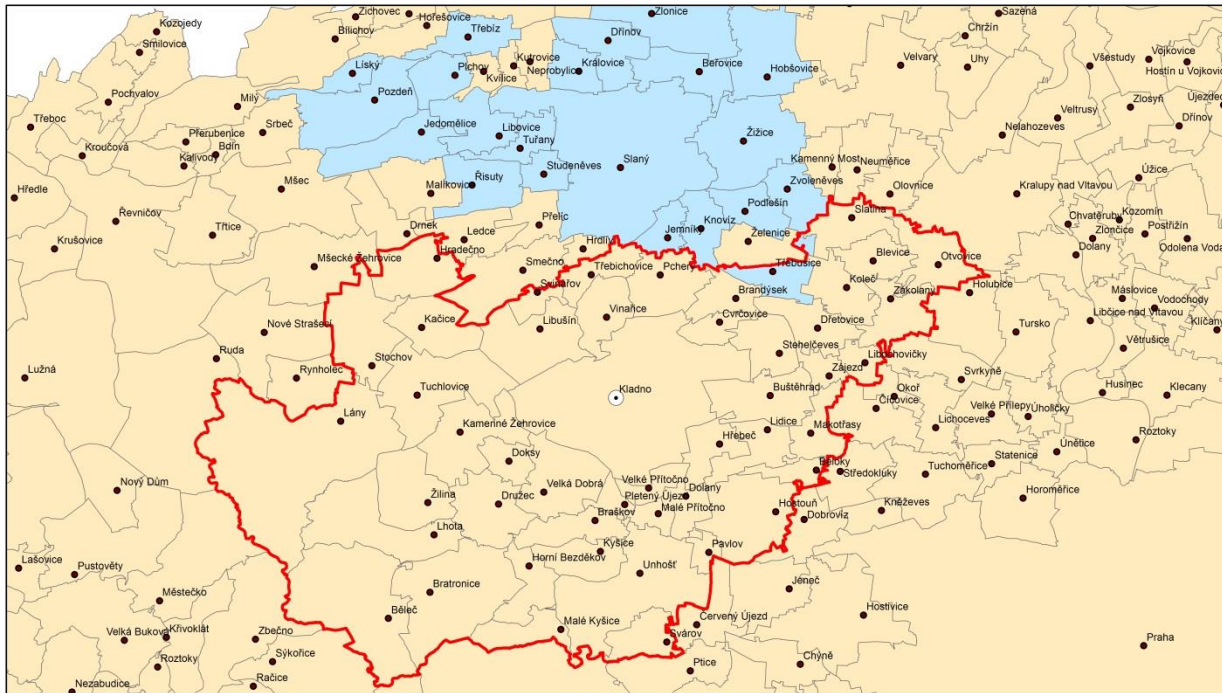 Zichovec
Hořešovice
Zlonice
Sazená
Kozojedy
Bílichov
Třebíz
Dřínov
Chržín
Smilovice
Kutrovice
Velvary
Uhy
Všestudy
Vojkovice
Líský
Plchov
Kvílice
Neprobylice
Královice
Beřovice
Hobšovice
Hostín u Vojkovic
Pochvalov
Milý
Pozdeň
Veltrusy
Zlosyň
Újezdec
Třeboc
Srbeč
Jedomělice
Libovice
Žižice
Nelahozeves
Dřínov
Kroučová
Přerubenice
Bdín
Kalivody
Tuřany
Slaný
Kamenný Most
Neuměřice
Mšec
Malíkovice
Řisuty
Studeněves
Zvoleněves
Olovnice
Kralupy nad Vltavou
Úžice
Hředle
Řevničov
Třtice
Podlešín
Slatina
Chvatěruby
Kozomín
Krušovice
Drnek
Ledce
Přelíc
Jemníky
Knovíz
Želenice
Zlončice
Postřižín
Odolena Voda
Dolany
Mšecké Žehrovice
Hradečno
Smečno
Třebichovice
Pchery
Třebusice
Blevice
Otvovice
Svinařov
Brandýsek
Koleč
Zákolany
Holubice
Máslovice
Vodochody
Nové Strašecí
Kačice
Libušín
Vinařice
Cvrčovice
Dřetovice
Tursko
Libčice nad Vltavou
Klíčany
Ruda
Stehelčeves
Libochovičky
Větrušice
Lužná
Rynholec
Stochov
Zájezd
Svrkyně
Tuchlovice
Kladno
Buštěhrad
Okoř
Číčovice
Husinec
Klecany
Lány
Kamenné Žehrovice
Hřebeč
Lidice
Makotřasy
Lichoceves
Velké Přílepy
Úholičky
Doksy
Roztoky
Únětice
Nový Dům
Žilina
Družec
Velká Dobrá
Velké Přítočno
Dolany
Běloky
Středokluky
Tuchoměřice
Statenice
Pletený Újezd
Malé Přítočno
Hostouň
Dobrovíz
Kněževes
Horoměřice
Braškov
Lhota
Kyšice
Pavlov
Lašovice
Pustověty
Horní Bezděkov
Unhošť
Jeneč
Městečko
Bratronice
Běleč
Hostivice
Velká Buková
Křivoklát
Zbečno
Malé Kyšice
Svárov
Červený Újezd
Praha
Roztoky
Sýkořice
Ptice
Chýně
Nezabudice
Račice